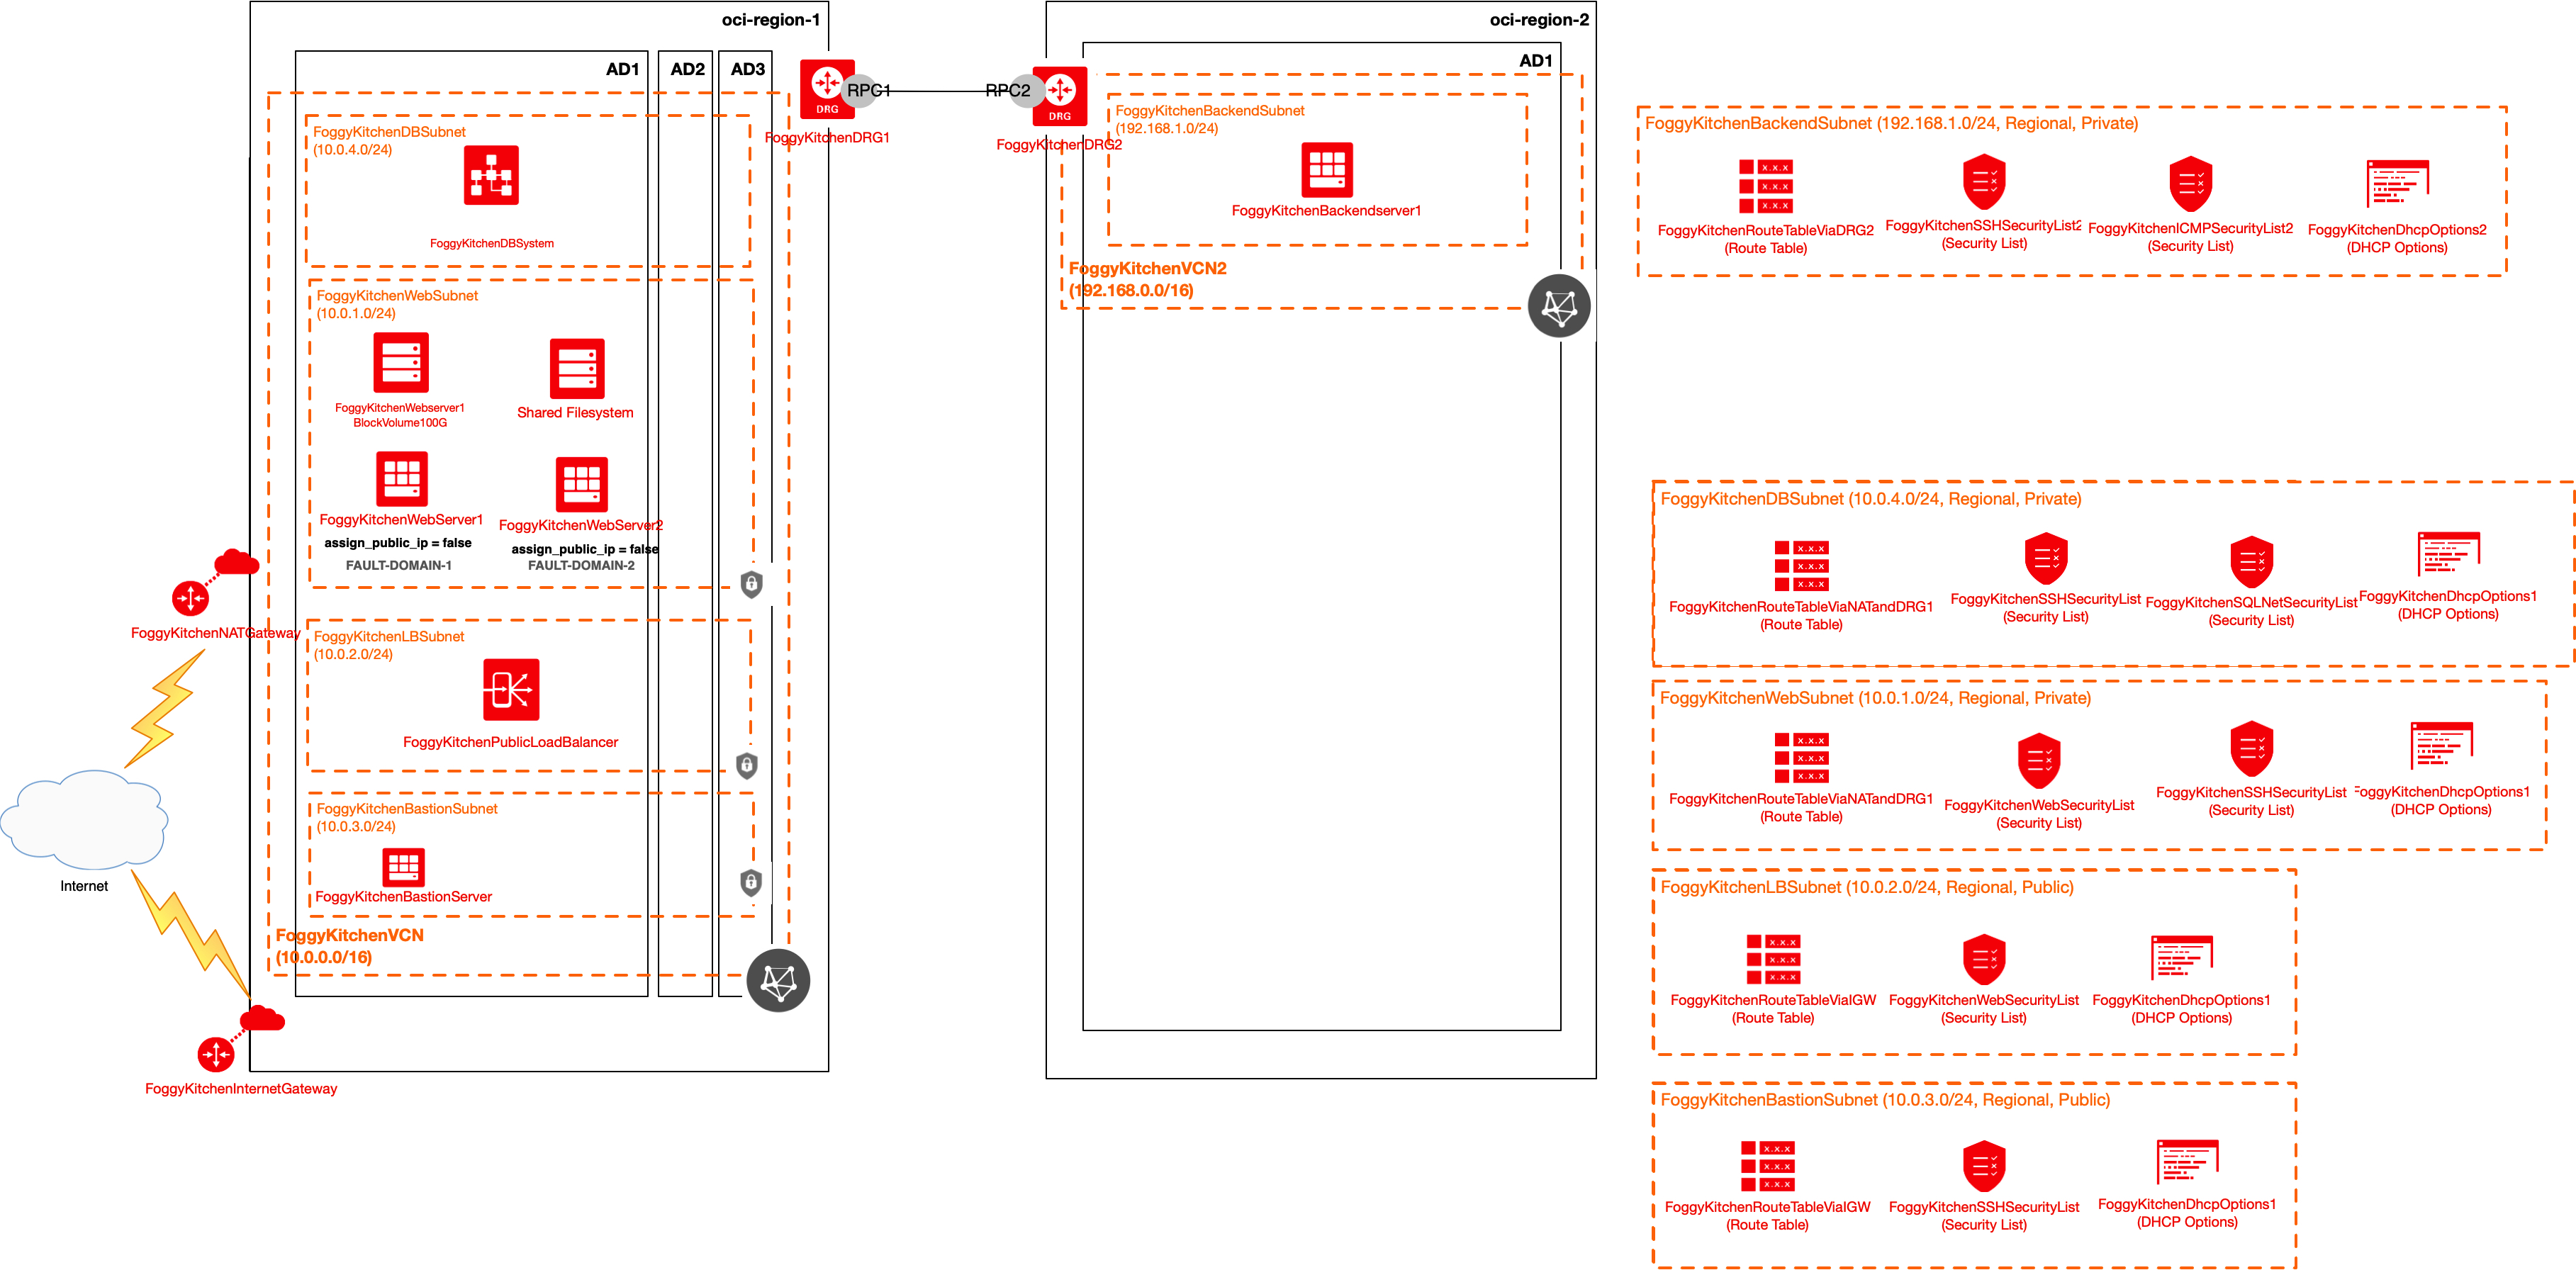 oci-region-1
AD1
AD2
AD3
FoggyKitchenDBSubnet
(10.0.4.0/24)
FoggyKitchenDBSystem
FoggyKitchenWebSubnet
(10.0.1.0/24)
FoggyKitchenWebserver1
BlockVolume100G
Shared Filesystem
FoggyKitchenWebServer1
assign_public_ip = false
FAULT-DOMAIN-1
FoggyKitchenWebServer2
assign_public_ip = false
FAULT-DOMAIN-2
FoggyKitchenLBSubnet
(10.0.2.0/24)
FoggyKitchenPublicLoadBalancer
FoggyKitchenBastionSubnet
(10.0.3.0/24)
FoggyKitchenBastionServer
FoggyKitchenVCN
(10.0.0.0/16)
FoggyKitchenNATGateway
Internet
FoggyKitchenInternetGateway
DRG
RPC1
FoggyKitchenDRG1
RPC2
DRG
FoggyKitchenDRG2
oci-region-2
AD1
FoggyKitchenBackendSubnet
(192.168.1.0/24)
FoggyKitchenBackendserver1
FoggyKitchenVCN2
(192.168.0.0/16)
FoggyKitchenBackendSubnet (192.168.1.0/24, Regional, Private)
x.x.x
x.x.x
x.x.x
FoggyKitchenRouteTableViaDRG2
(Route Table)
FoggyKitchenSSHSecurityList2
(Security List)
FoggyKitchenICMPSecurityList2
(Security List)
FoggyKitchenDhcpOptions2
(DHCP Options)
FoggyKitchenDBSubnet (10.0.4.0/24, Regional, Private)
x.x.x
x.x.x
x.x.x
FoggyKitchenRouteTableViaNATandDRG1
(Route Table)
FoggyKitchenSSHSecurityList
(Security List)
FoggyKitchenSQLNetSecurityList
(Security List)
FoggyKitchenDhcpOptions1
(DHCP Options)
FoggyKitchenWebSubnet (10.0.1.0/24, Regional, Private)
x.x.x
x.x.x
x.x.x
FoggyKitchenRouteTableViaNATandDRG1
(Route Table)
FoggyKitchenWebSecurityList
(Security List)
FoggyKitchenSSHSecurityList
(Security List)
FoggyKitchenDhcpOptions1
(DHCP Options)
FoggyKitchenLBSubnet (10.0.2.0/24, Regional, Public)
x.x.x
x.x.x
x.x.x
FoggyKitchenRouteTableViaIGW
(Route Table)
FoggyKitchenWebSecurityList
(Security List)
FoggyKitchenDhcpOptions1
(DHCP Options)
FoggyKitchenBastionSubnet (10.0.3.0/24, Regional, Public)
x.x.x
x.x.x
x.x.x
FoggyKitchenRouteTableViaIGW
(Route Table)
FoggyKitchenSSHSecurityList
(Security List)
FoggyKitchenDhcpOptions1
(DHCP Options)